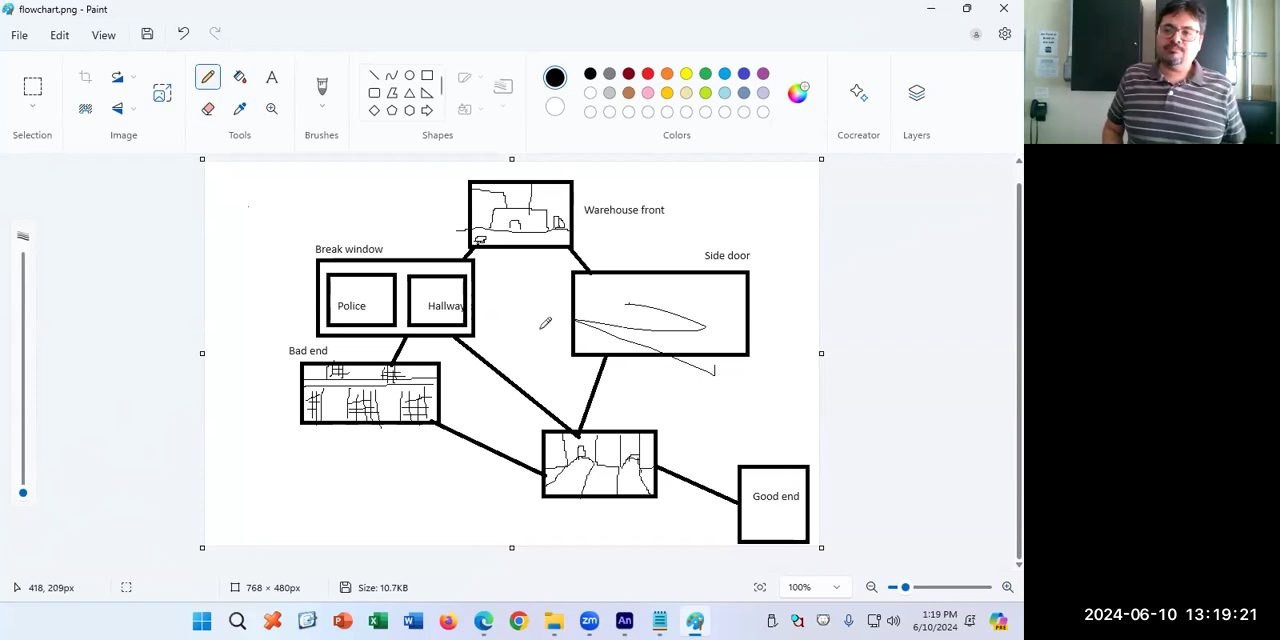 flowchart.png - Paint
File Edit View
Selection
Image
Tools
Brushes
Shapes
Colors
Cocreator
Layers
Warehouse front
Break window
Side door
Police
Hallway
Bad end
Good end
418, 209px
768 × 480px
Size: 10.7KB
100%
1:19 PM
6/10/2024
2024-06-10 13:19:21